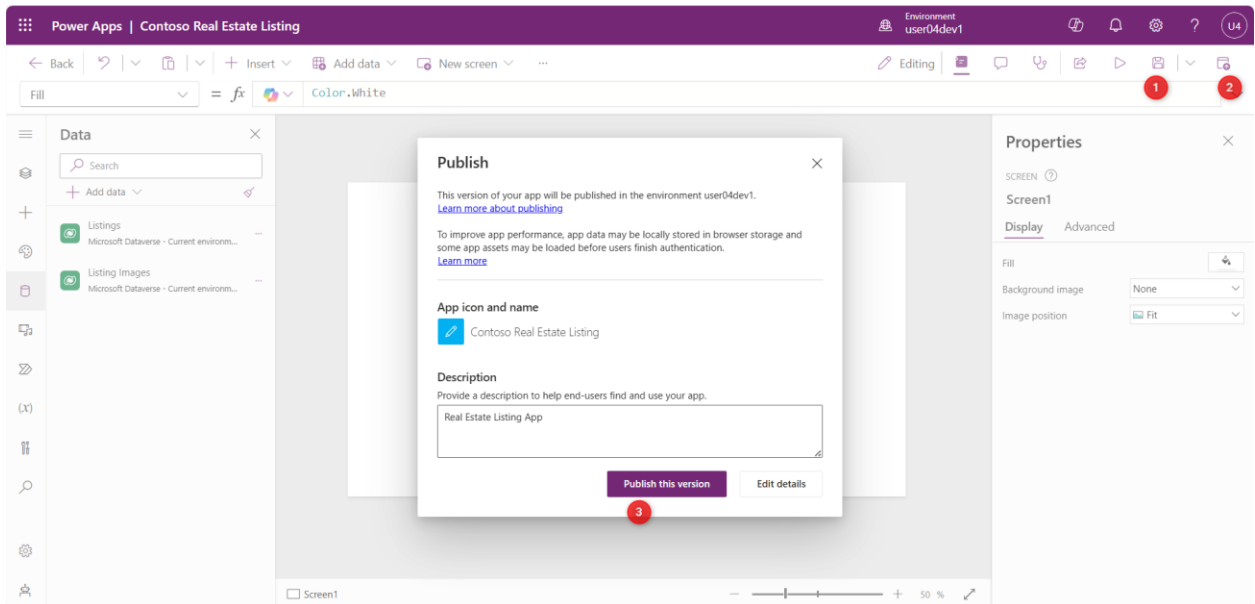 Power Apps | Contoso Real Estate Listing
Environment
user04dev1
?
U4
Back
Insert
Add data
New screen
...
Editing
1
2
Fill
= fx
Color.White
Data
Search
Add data
Listings
Microsoft Dataverse - Current environm...
...
Listing Images
Microsoft Dataverse - Current environm...
...
(x)
Publish
This version of your app will be published in the environment user04dev1.
Learn more about publishing
To improve app performance, app data may be locally stored in browser storage and
some app assets may be loaded before users finish authentication.
Learn more
App icon and name
Contoso Real Estate Listing
Description
Provide a description to help end-users find and use your app.
Real Estate Listing App
Publish this version
Edit details
3
Properties
SCREEN ?
Screen1
Display Advanced
Fill
Background image None
Image position Fit
Screen1
50 %